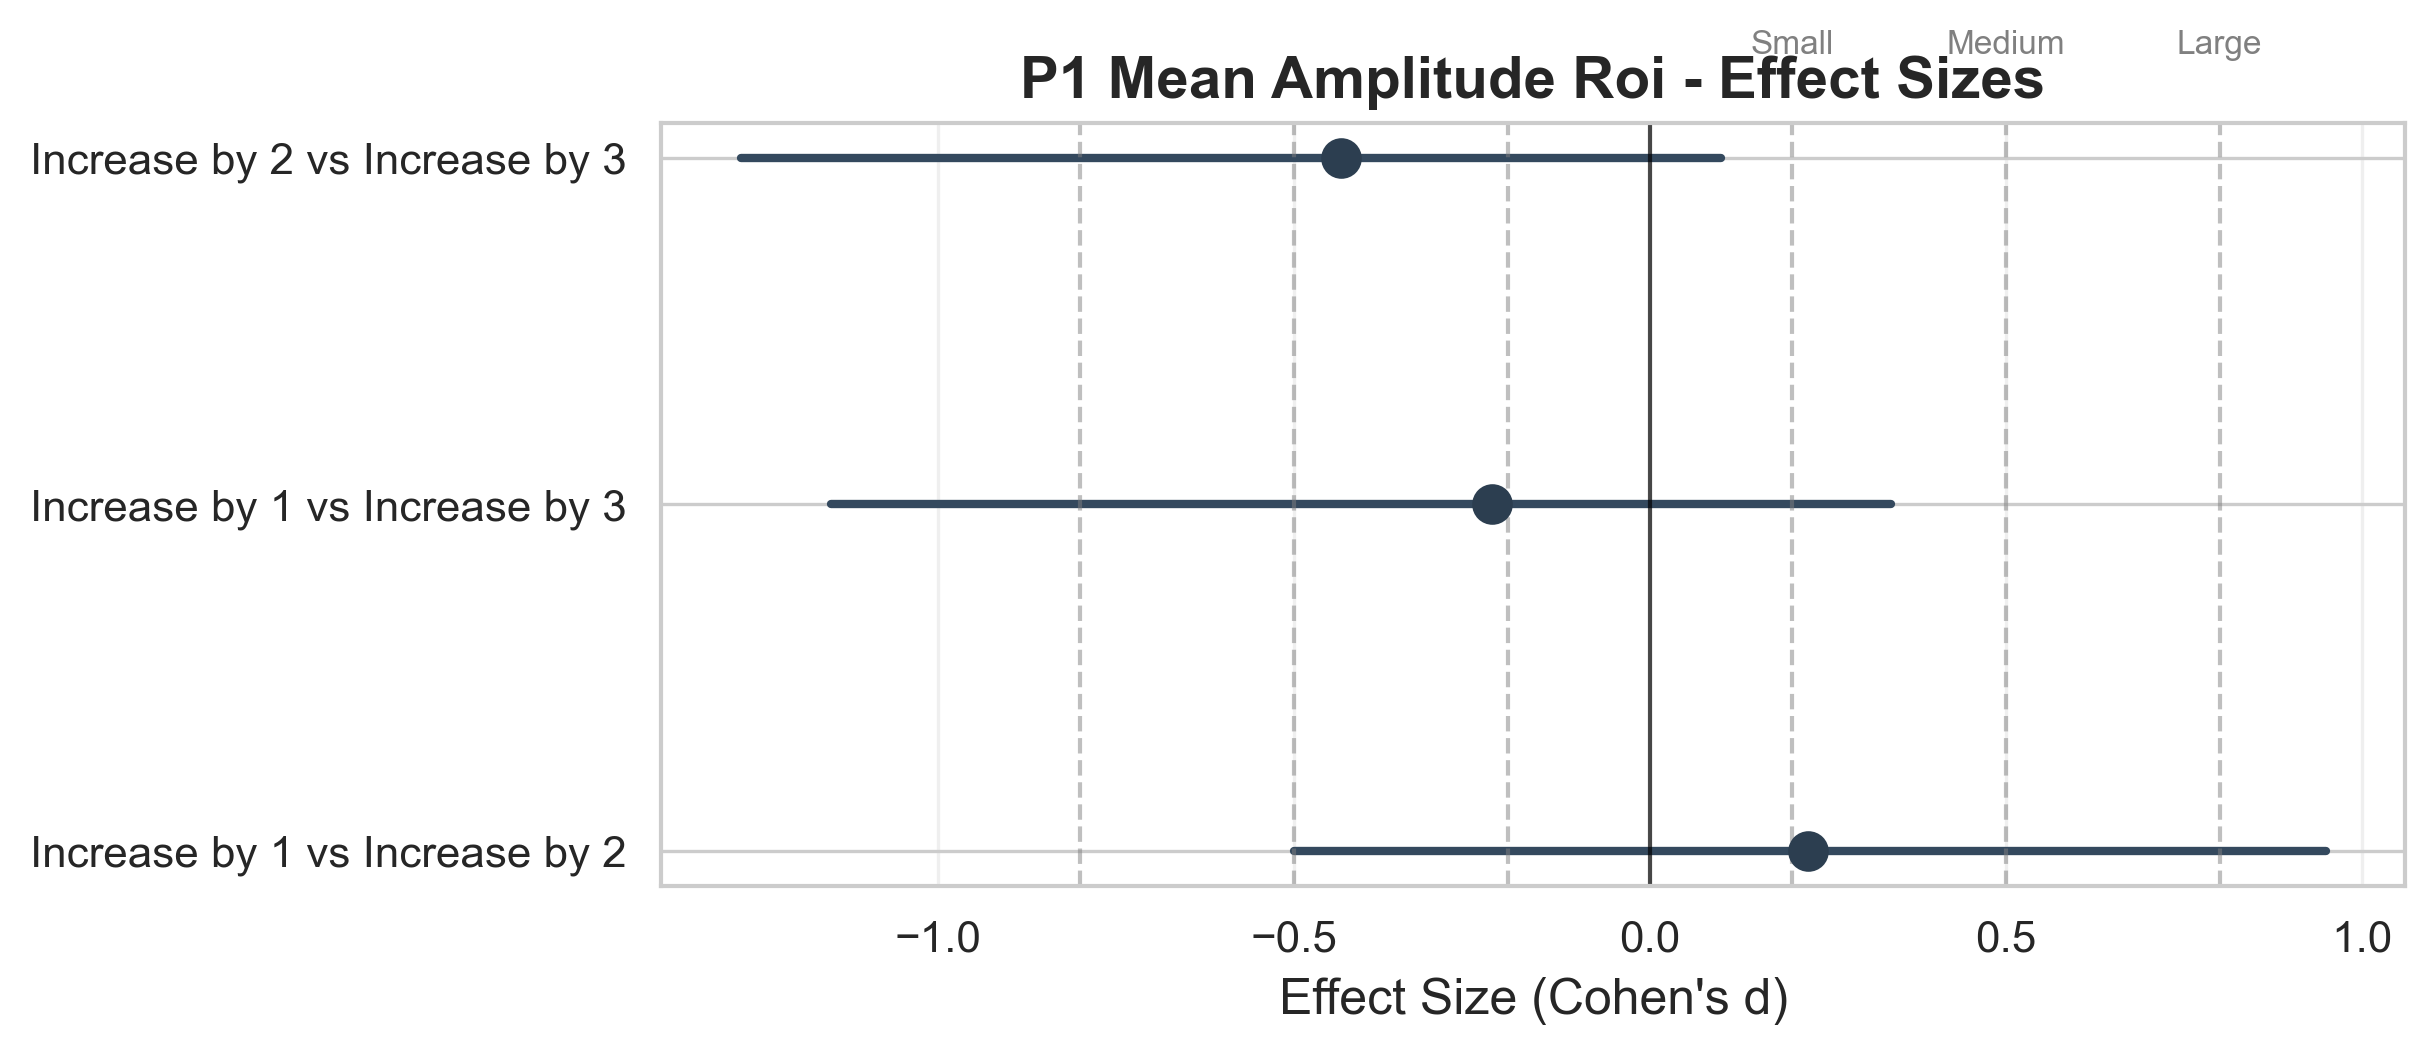 Small Medium Large
P1 Mean Amplitude Roi - Effect Sizes
Increase by 2 vs Increase by 3
Increase by 1 vs Increase by 3
Increase by 1 vs Increase by 2
−1.0 −0.5 0.0 0.5 1.0
Effect Size (Cohen's d)